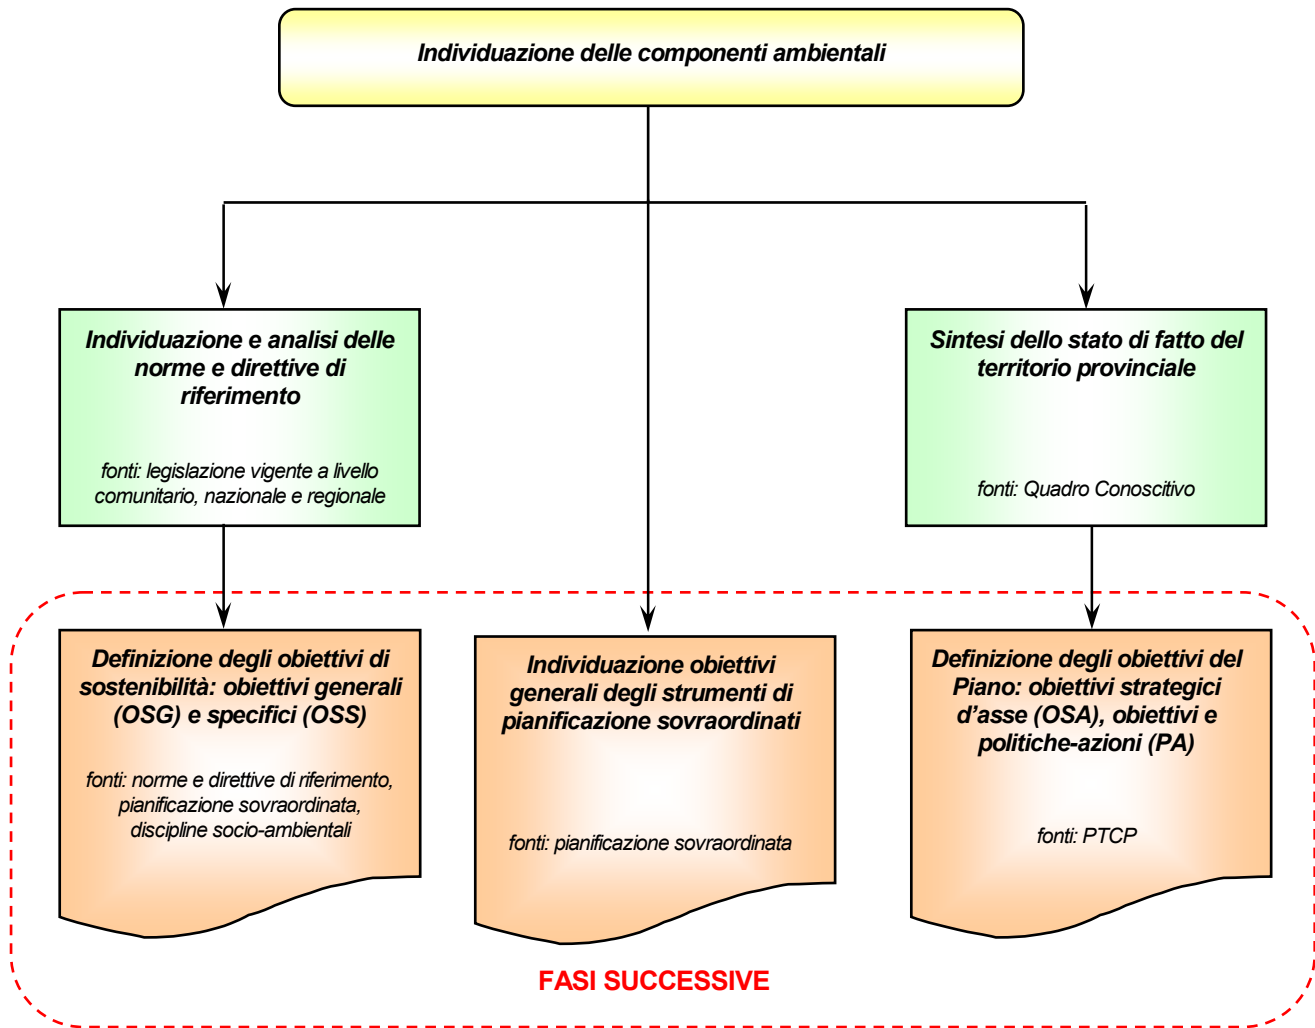 Individuazione delle componenti ambientali
Individuazione e analisi delle
norme e direttive di
riferimento
fonti: legislazione vigente a livello
comunitario, nazionale e regionale
Sintesi dello stato di fatto del
territorio provinciale
fonti: Quadro Conoscitivo
Definizione degli obiettivi di
sostenibilità: obiettivi generali
(OSG) e specifici (OSS)
fonti: norme e direttive di riferimento,
pianificazione sovraordinata,
discipline socio-ambientali
Individuazione obiettivi
generali degli strumenti di
pianificazione sovraordinati
fonti: pianificazione sovraordinata
Definizione degli obiettivi del
Piano: obiettivi strategici
d'asse (OSA), obiettivi e
politiche-azioni (PA)
fonti: PTCP
FASI SUCCESSIVE